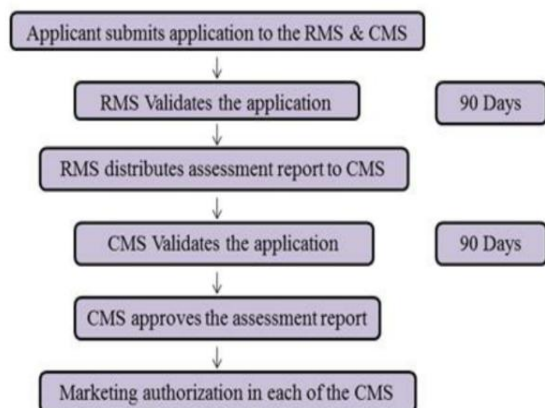 Applicant submits application to the RMS & CMS
RMS Validates the application
90 Days
RMS distributes assessment report to CMS
CMS Validates the application
90 Days
CMS approves the assessment report
Marketing authorization in each of the CMS